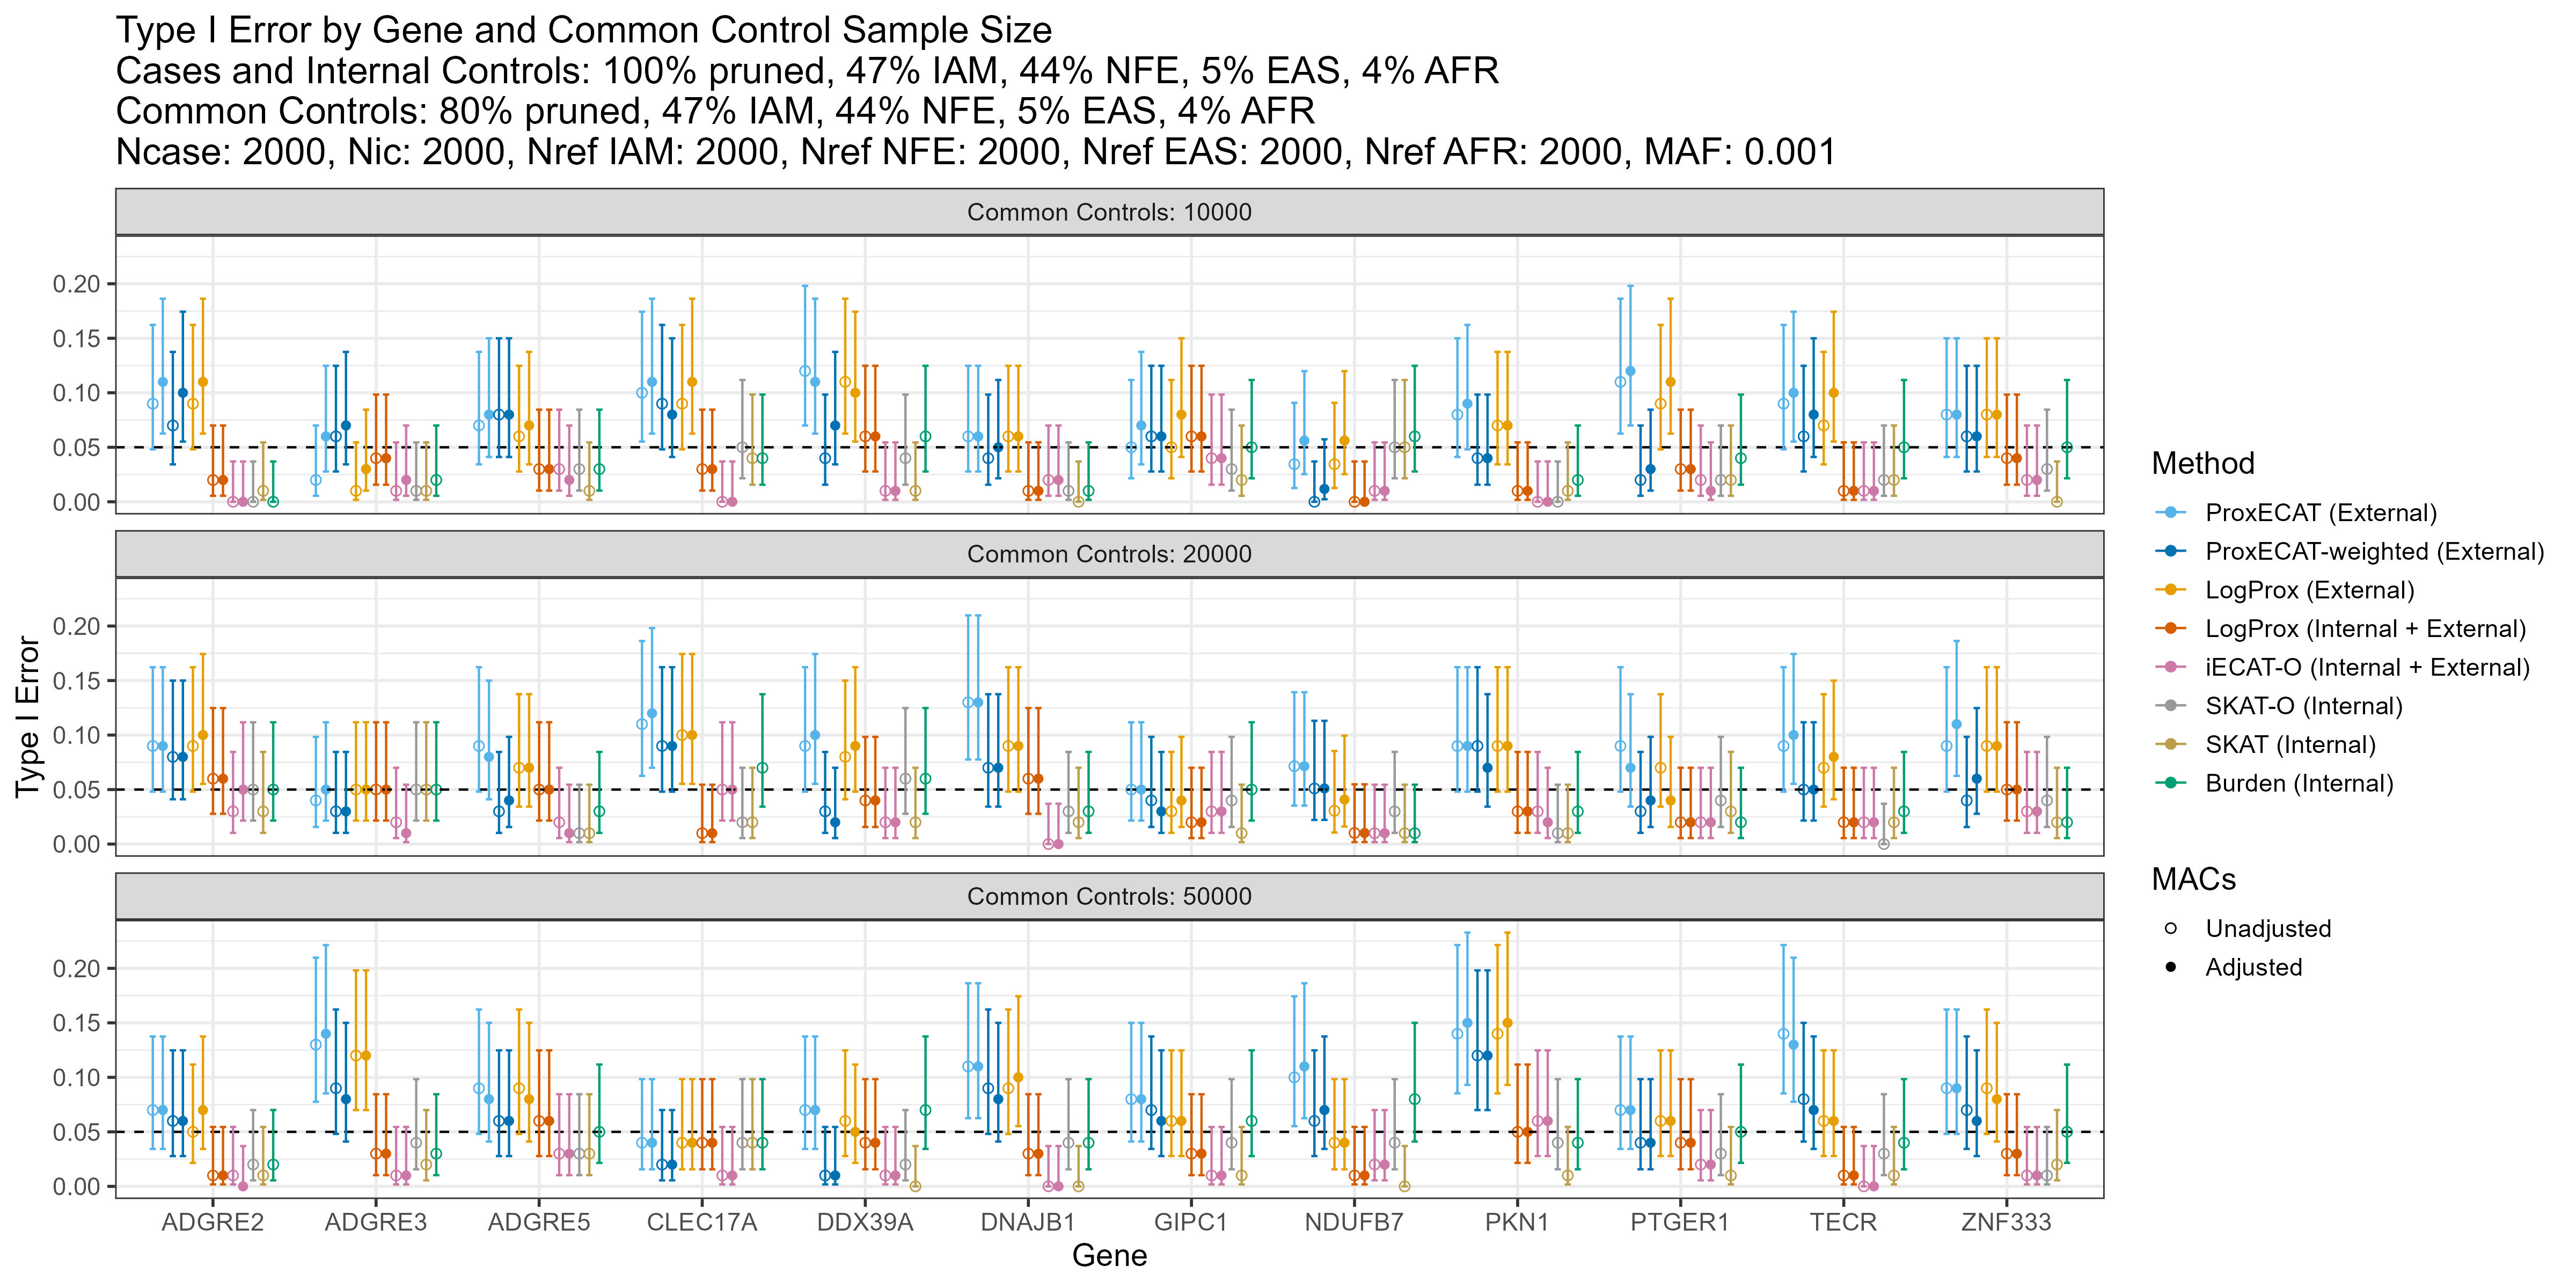 Type I Error by Gene and Common Control Sample Size
Cases and Internal Controls: 100% pruned, 47% IAM, 44% NFE, 5% EAS, 4% AFR
Common Controls: 80% pruned, 47% IAM, 44% NFE, 5% EAS, 4% AFR
Ncase: 2000, Nic: 2000, Nref IAM: 2000, Nref NFE: 2000, Nref EAS: 2000, Nref AFR: 2000, MAF: 0.001
Common Controls: 10000
0.20
0.15
0.10
0.05
0.00
Common Controls: 20000
0.20
0.15
0.10
0.05
0.00
Common Controls: 50000
0.20
0.15
0.10
0.05
0.00
Type I Error
ADGRE2 ADGRE3 ADGRE5 CLEC17A DDX39A DNAJB1 GIPC1 NDUFB7 PKN1 PTGER1 TECR ZNF333
Gene
Method
ProxECAT (External)
ProxECAT-weighted (External)
LogProx (External)
LogProx (Internal + External)
iECAT-O (Internal + External)
SKAT-O (Internal)
SKAT (Internal)
Burden (Internal)
MACs
Unadjusted
Adjusted